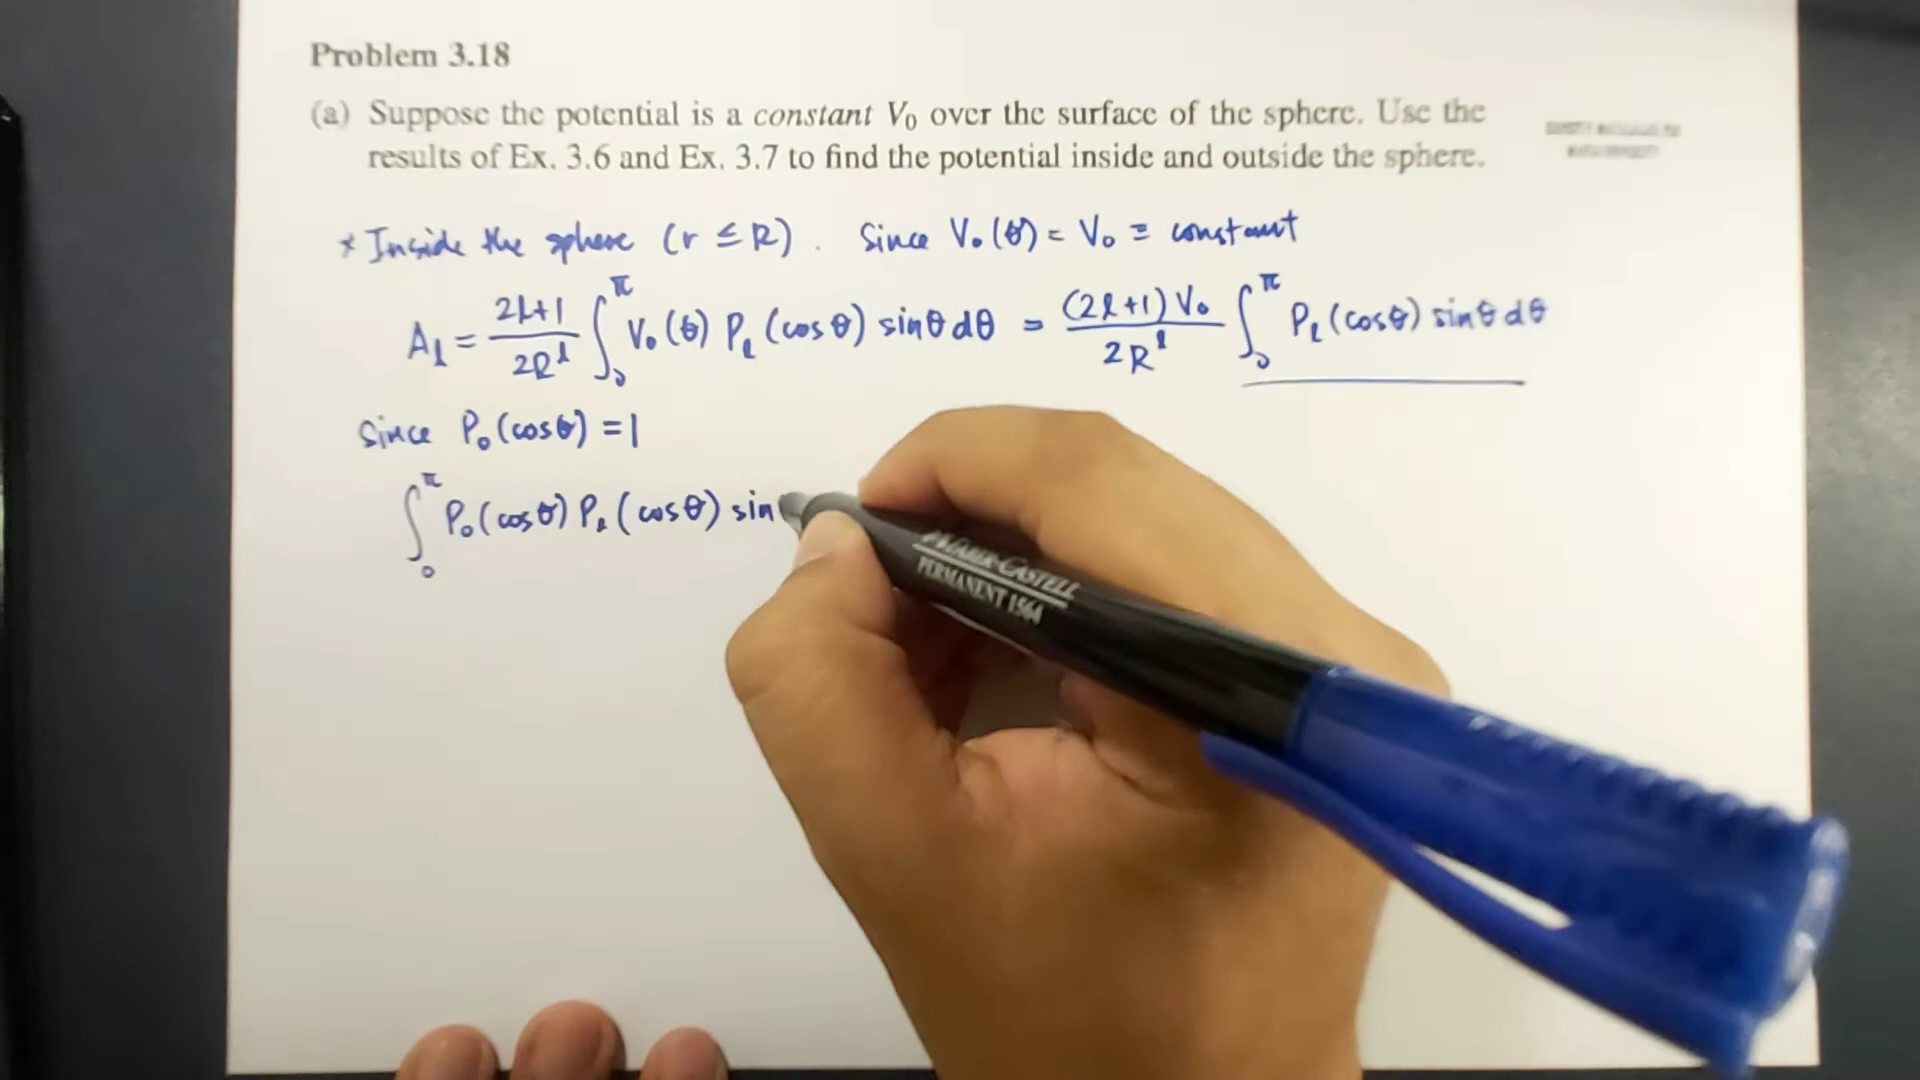 Problem 3.18
(a) Suppose the potential is a constant V₀ over the surface of the sphere. Use the
results of Ex. 3.6 and Ex. 3.7 to find the potential inside and outside the sphere.
* Inside the sphere (r ≤ R). Since V₀(θ) = V₀ ≡ constant
A_l = (2l+1)/(2R^l) ∫₀^π V₀(θ) P_l(cosθ) sinθ dθ = ((2l+1)V₀)/(2R^l) ∫₀^π P_l(cosθ) sinθ dθ
since P₀(cosθ) = 1
∫₀^π P₀(cosθ) P_l(cosθ) sin
FABER-CASTELL
PERMANENT 1564